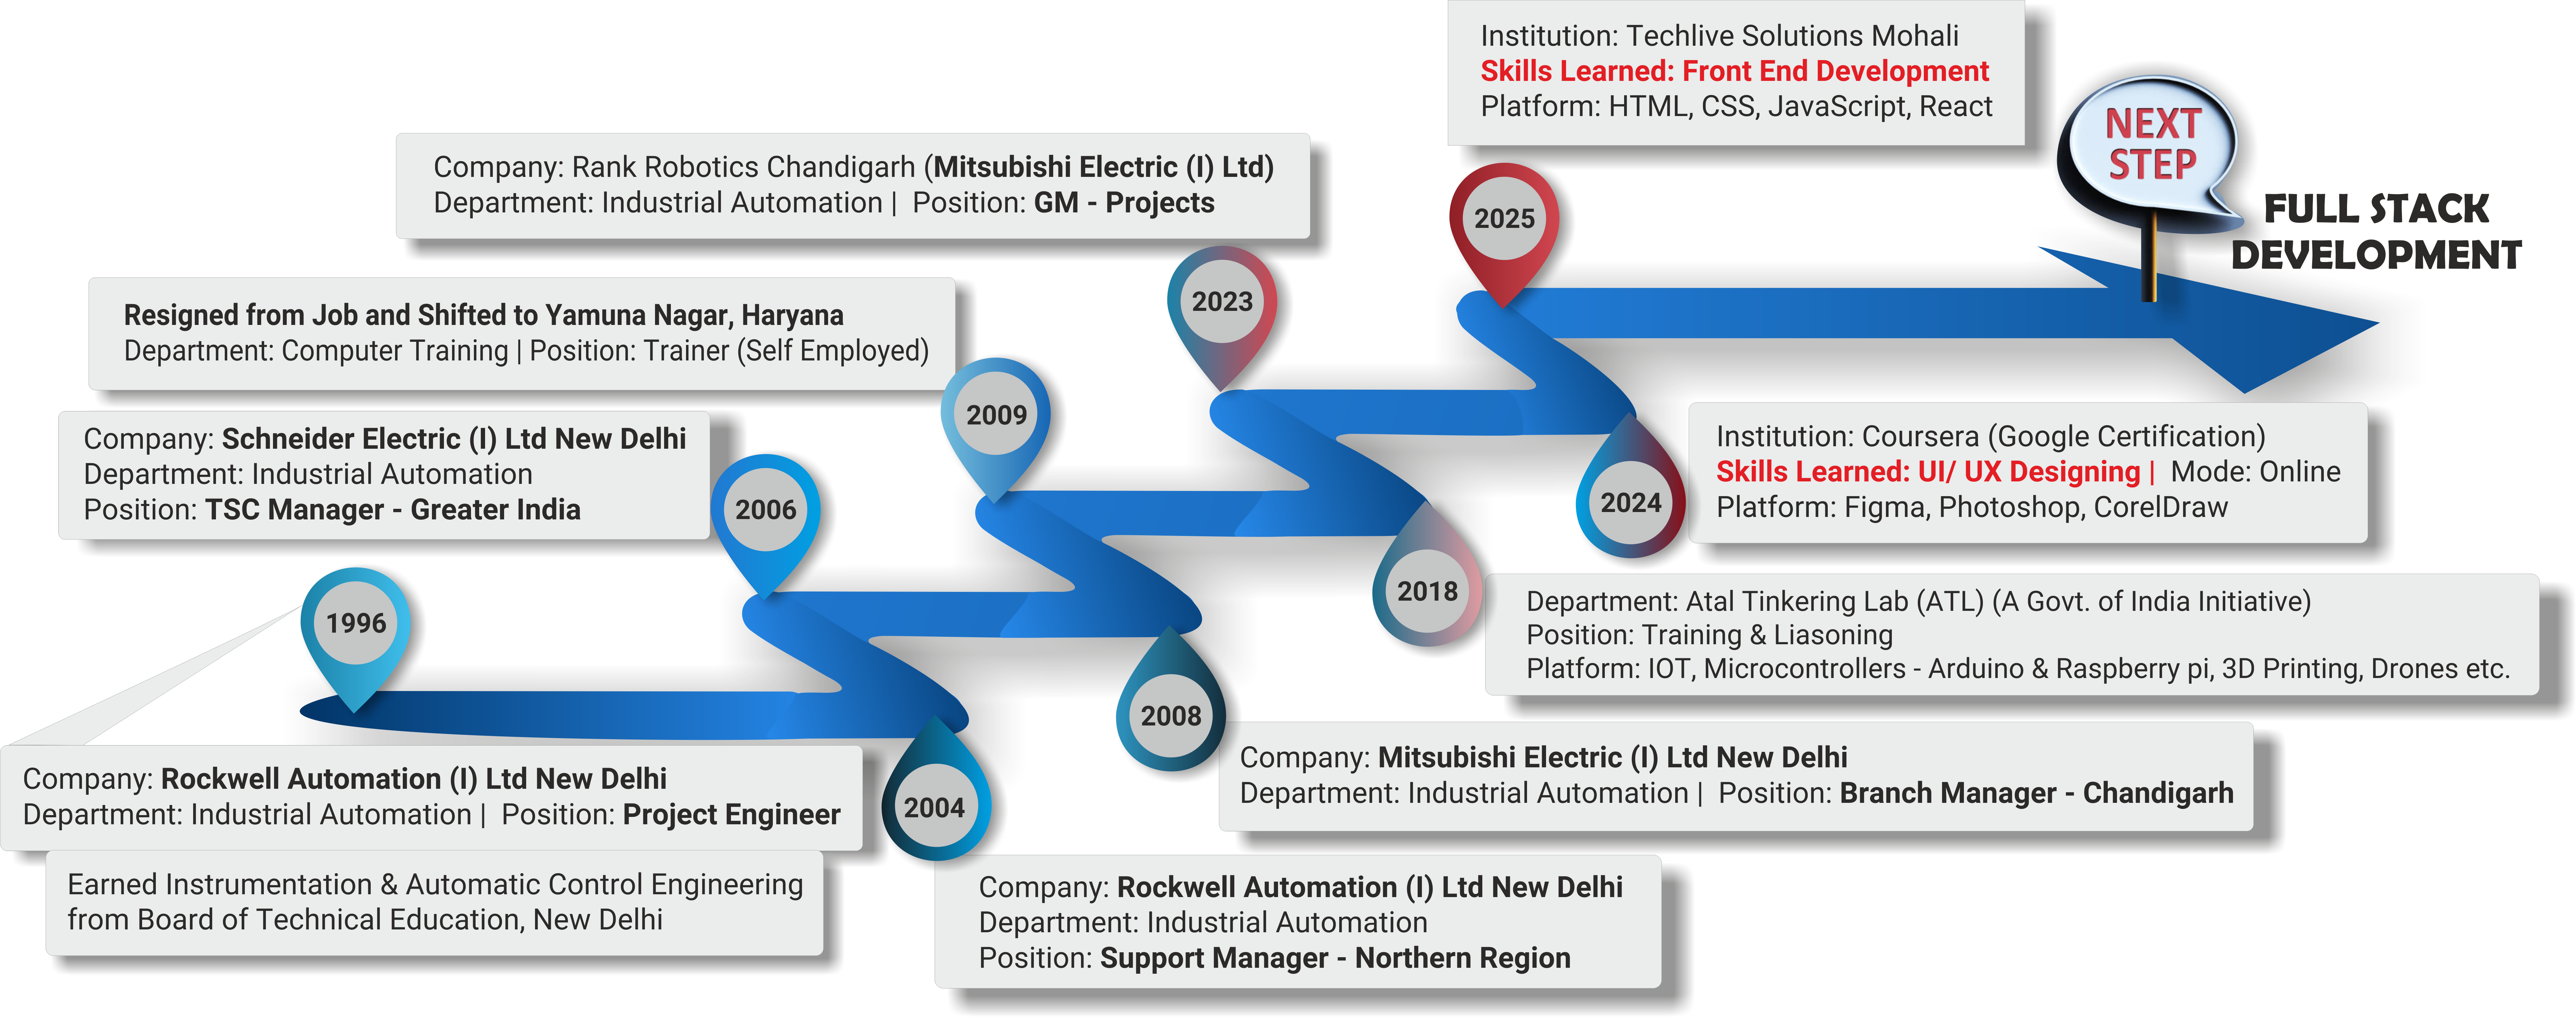 Institution: Techlive Solutions Mohali
Skills Learned: Front End Development
Platform: HTML, CSS, JavaScript, React
NEXT
STEP
FULL STACK
DEVELOPMENT
Company: Rank Robotics Chandigarh (Mitsubishi Electric (I) Ltd)
Department: Industrial Automation | Position: GM - Projects
2025
2023
Resigned from Job and Shifted to Yamuna Nagar, Haryana
Department: Computer Training | Position: Trainer (Self Employed)
2009
Company: Schneider Electric (I) Ltd New Delhi
Department: Industrial Automation
Position: TSC Manager - Greater India
2006
2024
Institution: Coursera (Google Certification)
Skills Learned: UI/ UX Designing | Mode: Online
Platform: Figma, Photoshop, CorelDraw
1996
2018
Department: Atal Tinkering Lab (ATL) (A Govt. of India Initiative)
Position: Training & Liasoning
Platform: IOT, Microcontrollers - Arduino & Raspberry pi, 3D Printing, Drones etc.
2008
Company: Mitsubishi Electric (I) Ltd New Delhi
Department: Industrial Automation | Position: Branch Manager - Chandigarh
Company: Rockwell Automation (I) Ltd New Delhi
Department: Industrial Automation | Position: Project Engineer
Earned Instrumentation & Automatic Control Engineering
from Board of Technical Education, New Delhi
2004
Company: Rockwell Automation (I) Ltd New Delhi
Department: Industrial Automation
Position: Support Manager - Northern Region